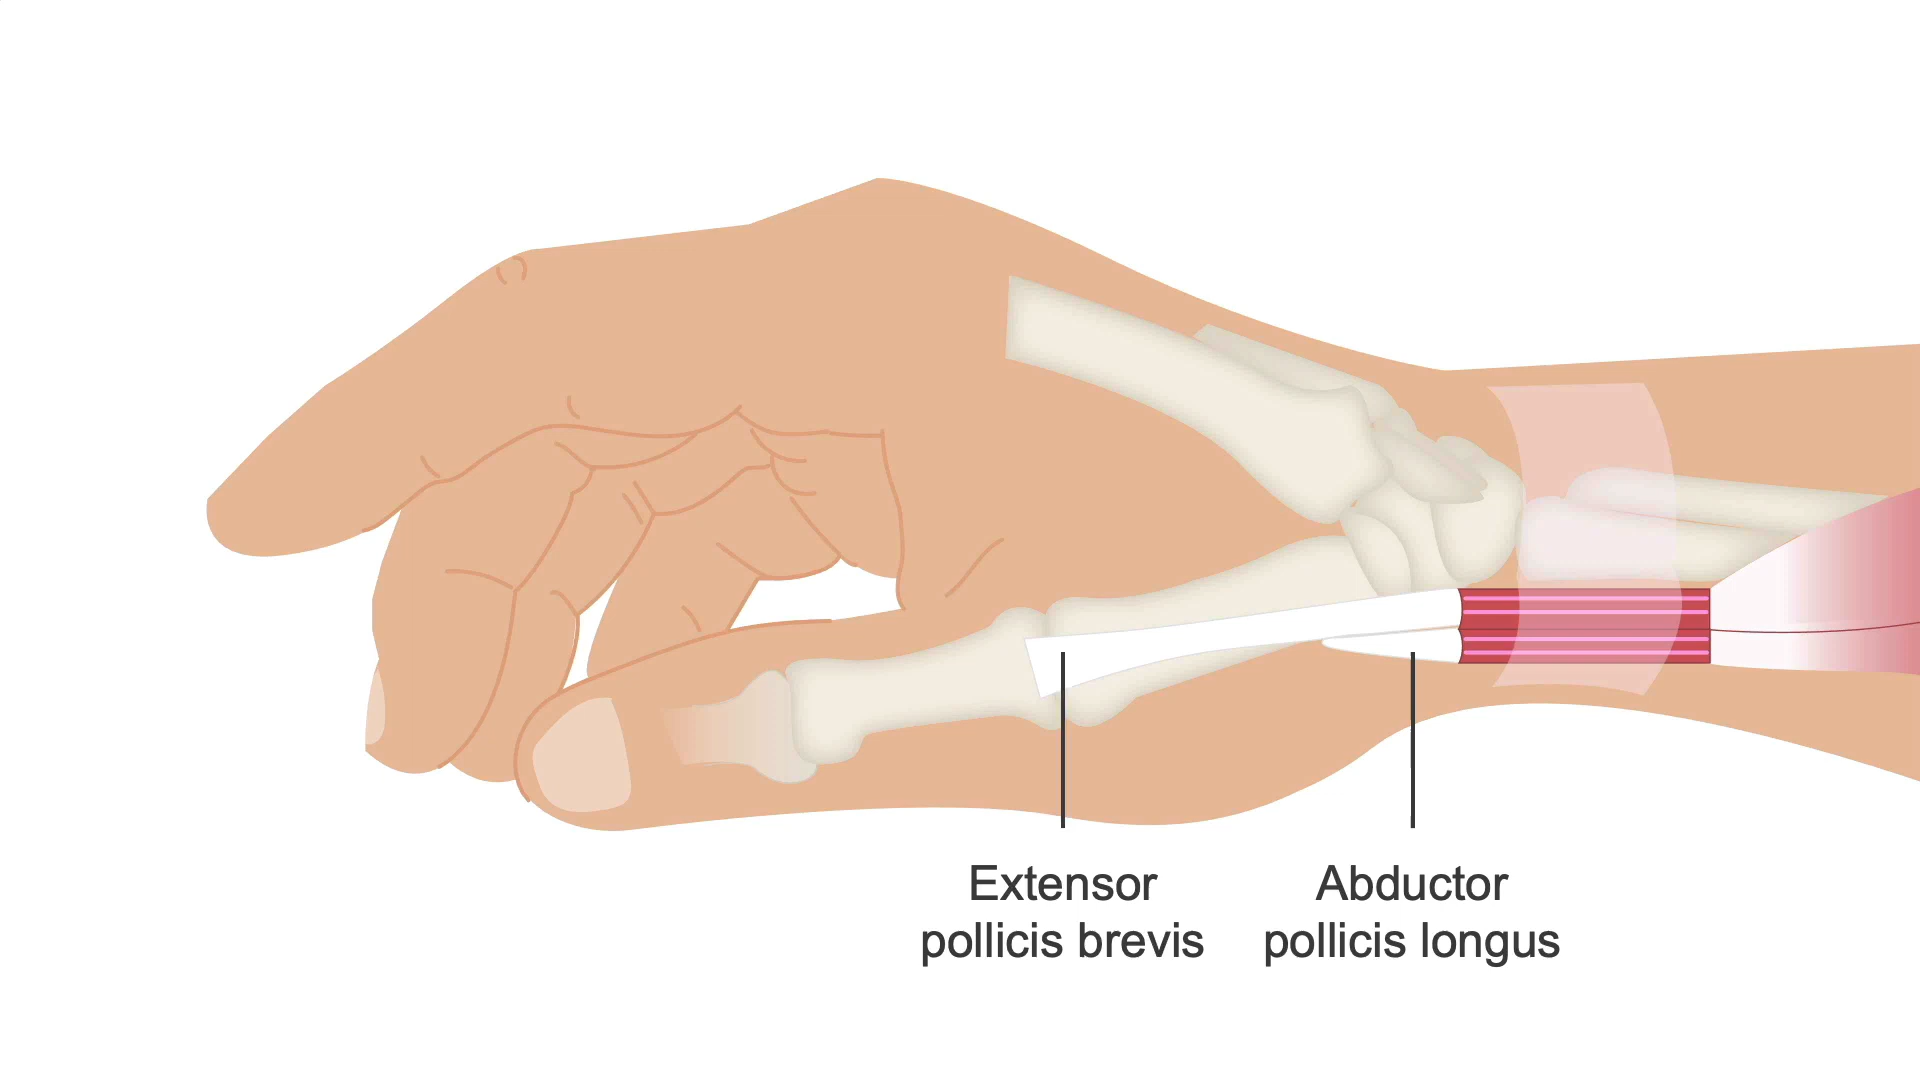 Extensor
pollicis brevis
Abductor
pollicis longus